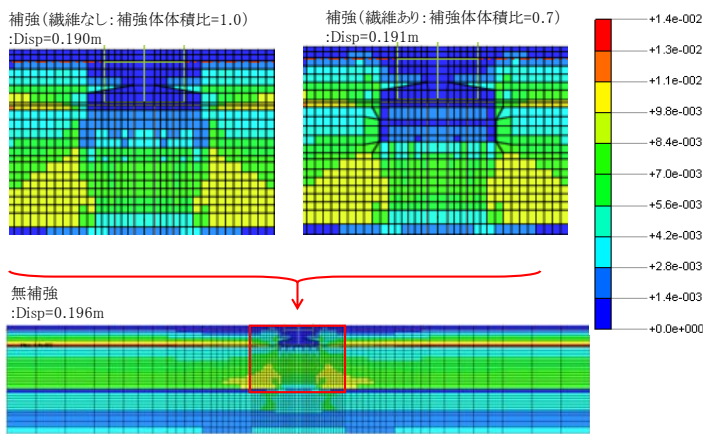 補強(繊維なし:補強体体積比=1.0)
:Disp=0.190m
補強(繊維あり:補強体体積比=0.7)
:Disp=0.191m
無補強
:Disp=0.196m
+1.4e-002
+1.3e-002
+1.1e-002
+9.8e-003
+8.4e-003
+7.0e-003
+5.6e-003
+4.2e-003
+2.8e-003
+1.4e-003
+0.0e+000